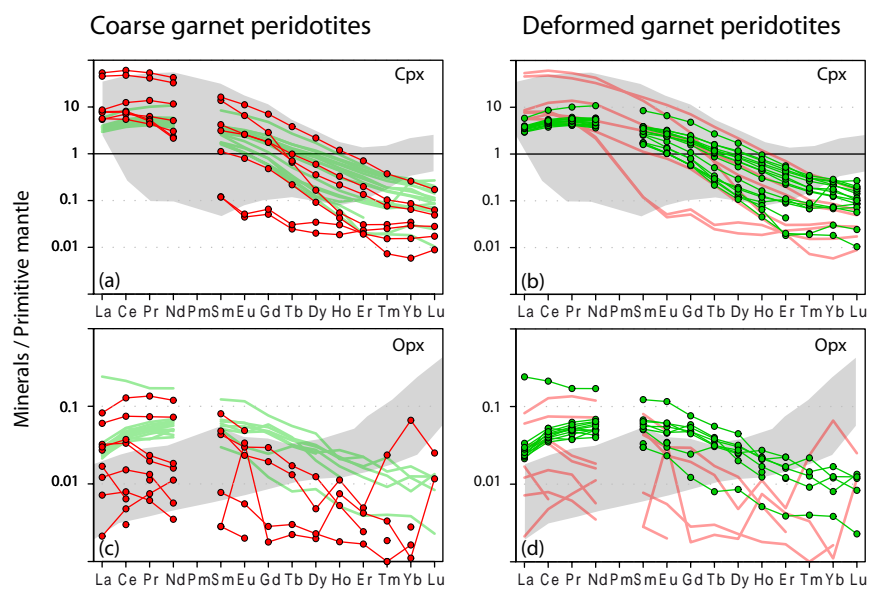 Coarse garnet peridotites
Deformed garnet peridotites
Minerals / Primitive mantle
Cpx
10
1
0.1
0.01
(a)
La Ce Pr Nd Pm Sm Eu Gd Tb Dy Ho Er Tm Yb Lu
Cpx
10
1
0.1
0.01
(b)
La Ce Pr Nd Pm Sm Eu Gd Tb Dy Ho Er Tm Yb Lu
Opx
0.1
0.01
(c)
La Ce Pr Nd Pm Sm Eu Gd Tb Dy Ho Er Tm Yb Lu
Opx
0.1
0.01
(d)
La Ce Pr Nd Pm Sm Eu Gd Tb Dy Ho Er Tm Yb Lu